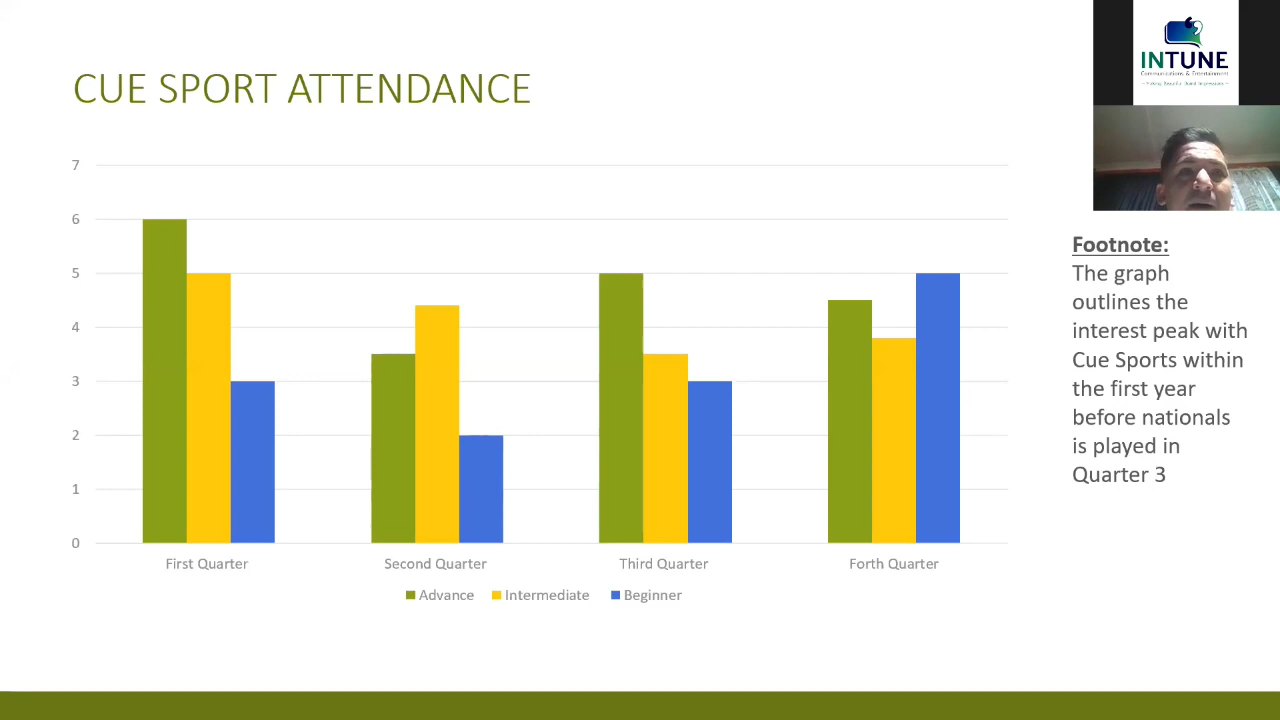 CUE SPORT ATTENDANCE
INTUNE
Communications & Entertainment
7
6
5
4
3
2
1
0
First Quarter
Second Quarter
Third Quarter
Forth Quarter
Advance
Intermediate
Beginner
Footnote:
The graph
outlines the
interest peak with
Cue Sports within
the first year
before nationals
is played in
Quarter 3